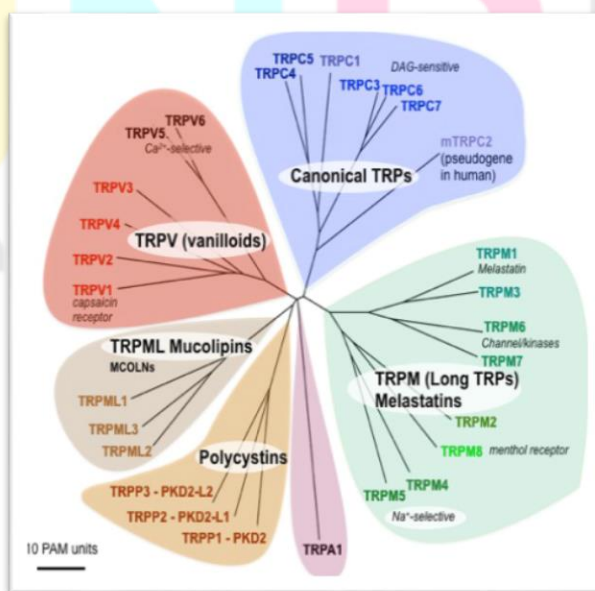 TRPC5
TRPC1
TRPC4
DAG-sensitive
TRPC3
TRPC6
TRPC7
mTRPC2
(pseudogene
in human)
Canonical TRPs
TRPV6
TRPV5
Ca²⁺-selective
TRPV3
TRPV4
TRPV (vanilloids)
TRPV2
TRPV1
capsaicin
receptor
TRPM1
Melastatin
TRPM3
TRPM6
Channel/kinases
TRPM7
TRPM (Long TRPs)
Melastatins
TRPM2
TRPM8 menthol receptor
TRPM4
TRPM5
Na⁺-selective
TRPML Mucolipins
MCOLNs
TRPML1
TRPML3
TRPML2
Polycystins
TRPP3 - PKD2-L2
TRPP2 - PKD2-L1
TRPP1 - PKD2
TRPA1
10 PAM units